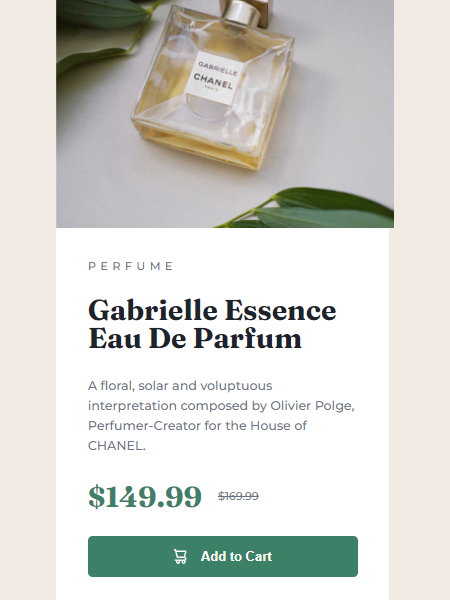 GABRIELLE
CHANEL
PARIS
PERFUME
Gabrielle Essence
Eau De Parfum
A floral, solar and voluptuous
interpretation composed by Olivier Polge,
Perfumer-Creator for the House of
CHANEL.
$149.99 $169.99
Add to Cart